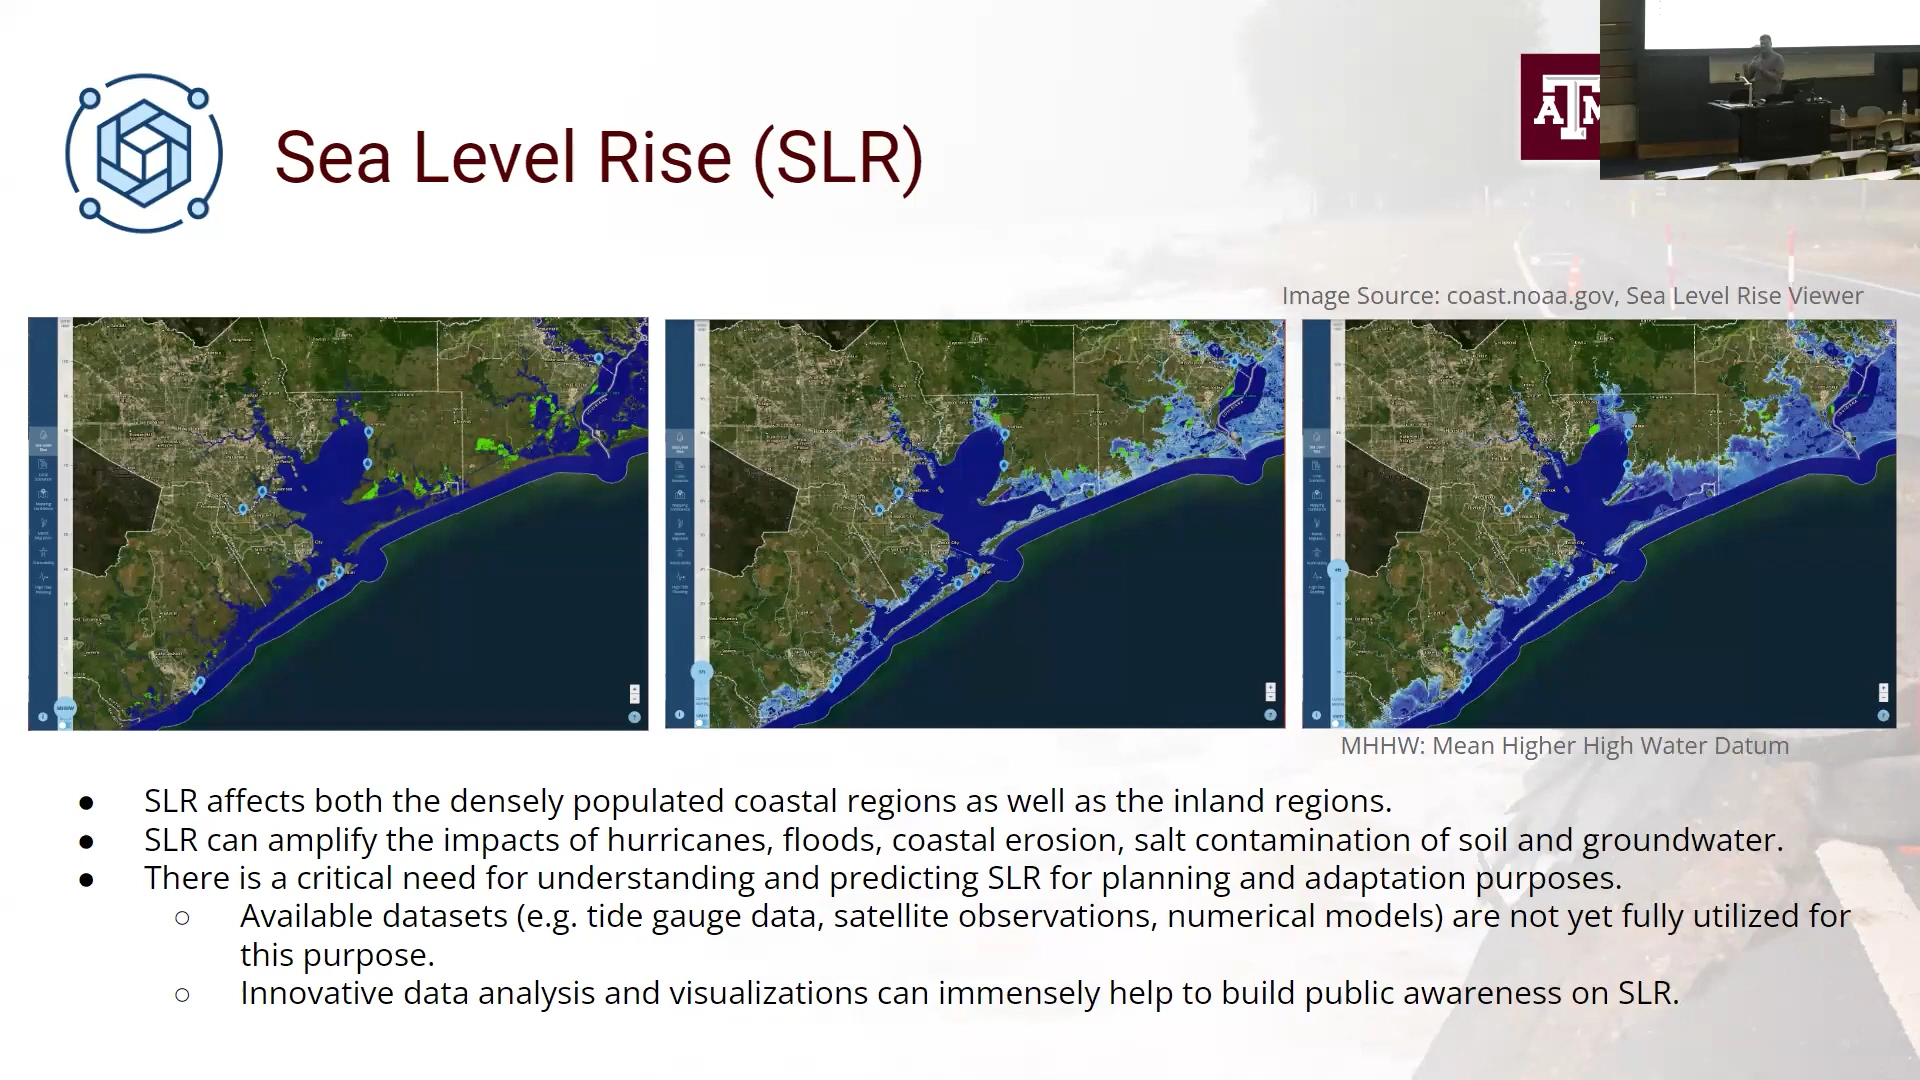 ATM
Sea Level Rise (SLR)
Image Source: coast.noaa.gov, Sea Level Rise Viewer
MHHW
MHHW: Mean Higher High Water Datum
● SLR affects both the densely populated coastal regions as well as the inland regions.
● SLR can amplify the impacts of hurricanes, floods, coastal erosion, salt contamination of soil and groundwater.
● There is a critical need for understanding and predicting SLR for planning and adaptation purposes.
○ Available datasets (e.g. tide gauge data, satellite observations, numerical models) are not yet fully utilized for
this purpose.
○ Innovative data analysis and visualizations can immensely help to build public awareness on SLR.